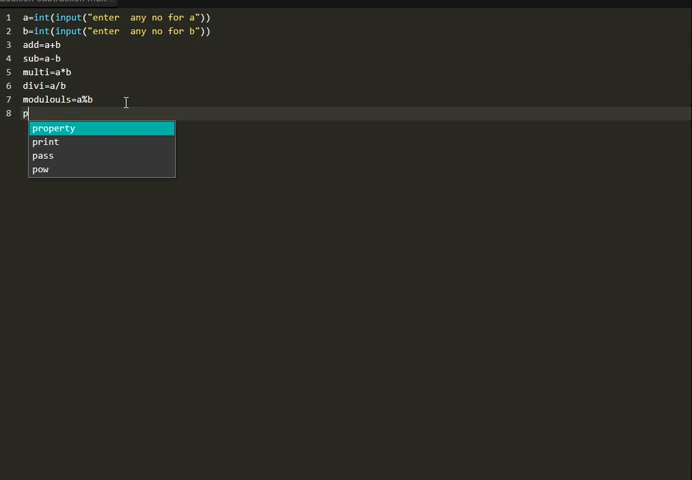 1 a=int(input("enter  any no for a"))
2 b=int(input("enter  any no for b"))
3 add=a+b
4 sub=a-b
5 multi=a*b
6 divi=a/b
7 modulouls=a%b
8 p
property
print
pass
pow